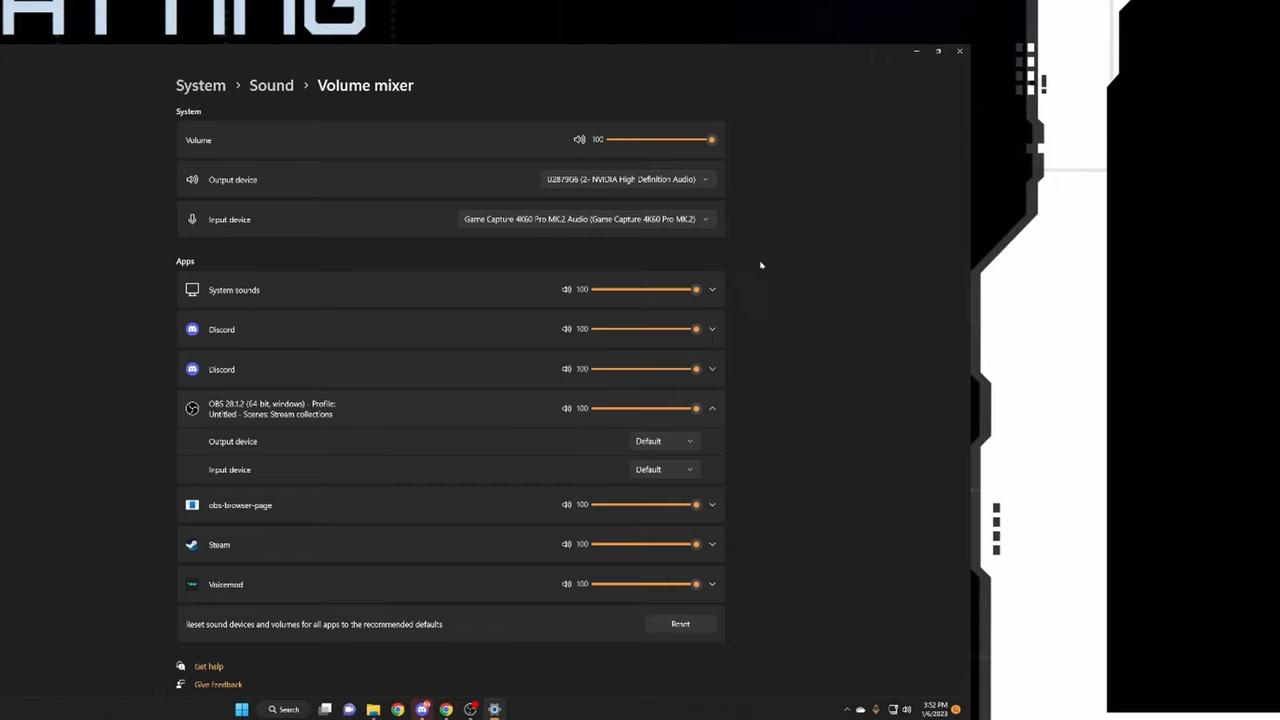 ATTING
System > Sound > Volume mixer
System
Volume 100
Output device U2879G6 (2- NVIDIA High Definition Audio)
Input device Game Capture 4K60 Pro MK.2 Audio (Game Capture 4K60 Pro MK.2)
Apps
System sounds 100
Discord 100
Discord 100
OBS 28.1.2 (64-bit, windows) - Profile:
Untitled - Scenes: Stream collections 100
Output device Default
Input device Default
obs-browser-page 100
Steam 100
Voicemod 100
Reset sound devices and volumes for all apps to the recommended defaults Reset
Get help
Give feedback
Search
3:52 PM
1/6/2023